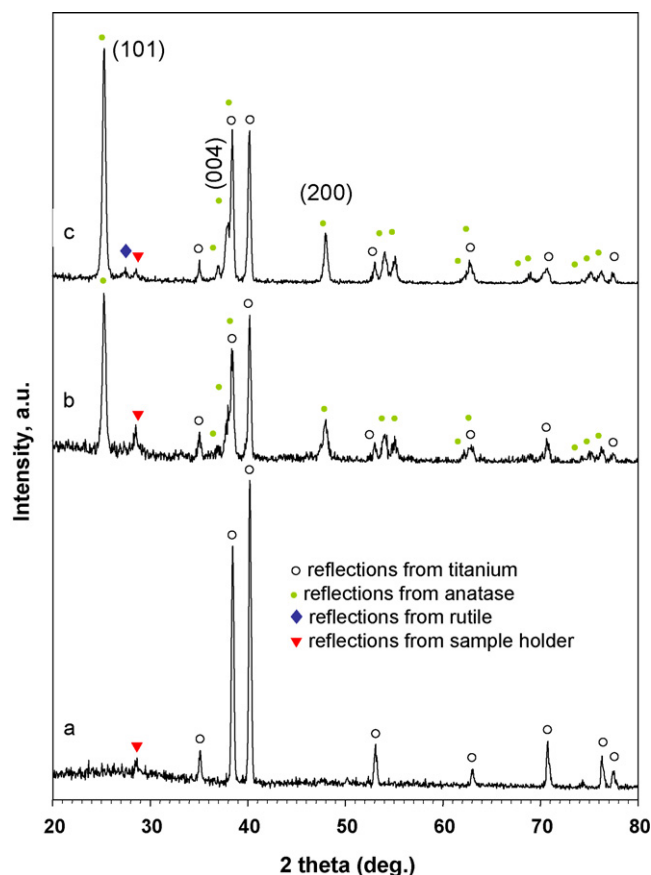 (101)
(004)
(200)
c
b
a
Intensity, a.u.
reflections from titanium
reflections from anatase
reflections from rutile
reflections from sample holder
20 30 40 50 60 70 80
2 theta (deg.)